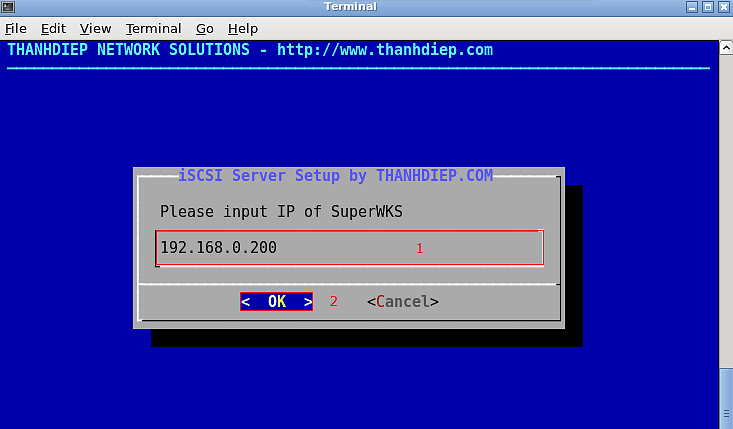 Terminal
File Edit View Terminal Go Help
THANHDIEP NETWORK SOLUTIONS - http://www.thanhdiep.com
iSCSI Server Setup by THANHDIEP.COM
Please input IP of SuperWKS
192.168.0.200 1
< OK > 2 <Cancel>